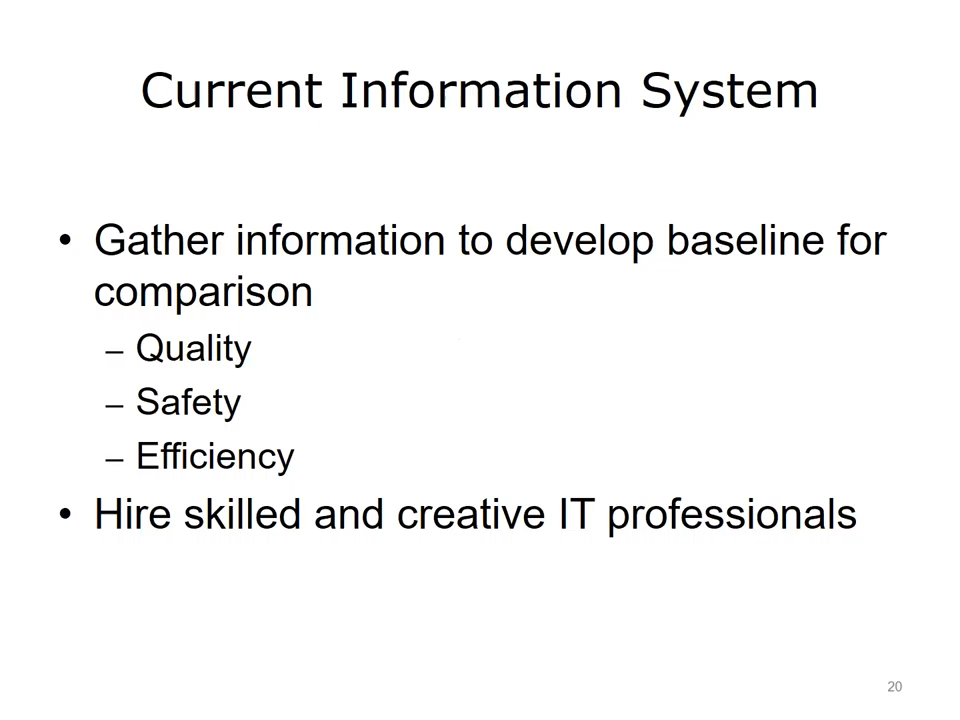 Current Information System
• Gather information to develop baseline for
comparison
– Quality
– Safety
– Efficiency
• Hire skilled and creative IT professionals
20